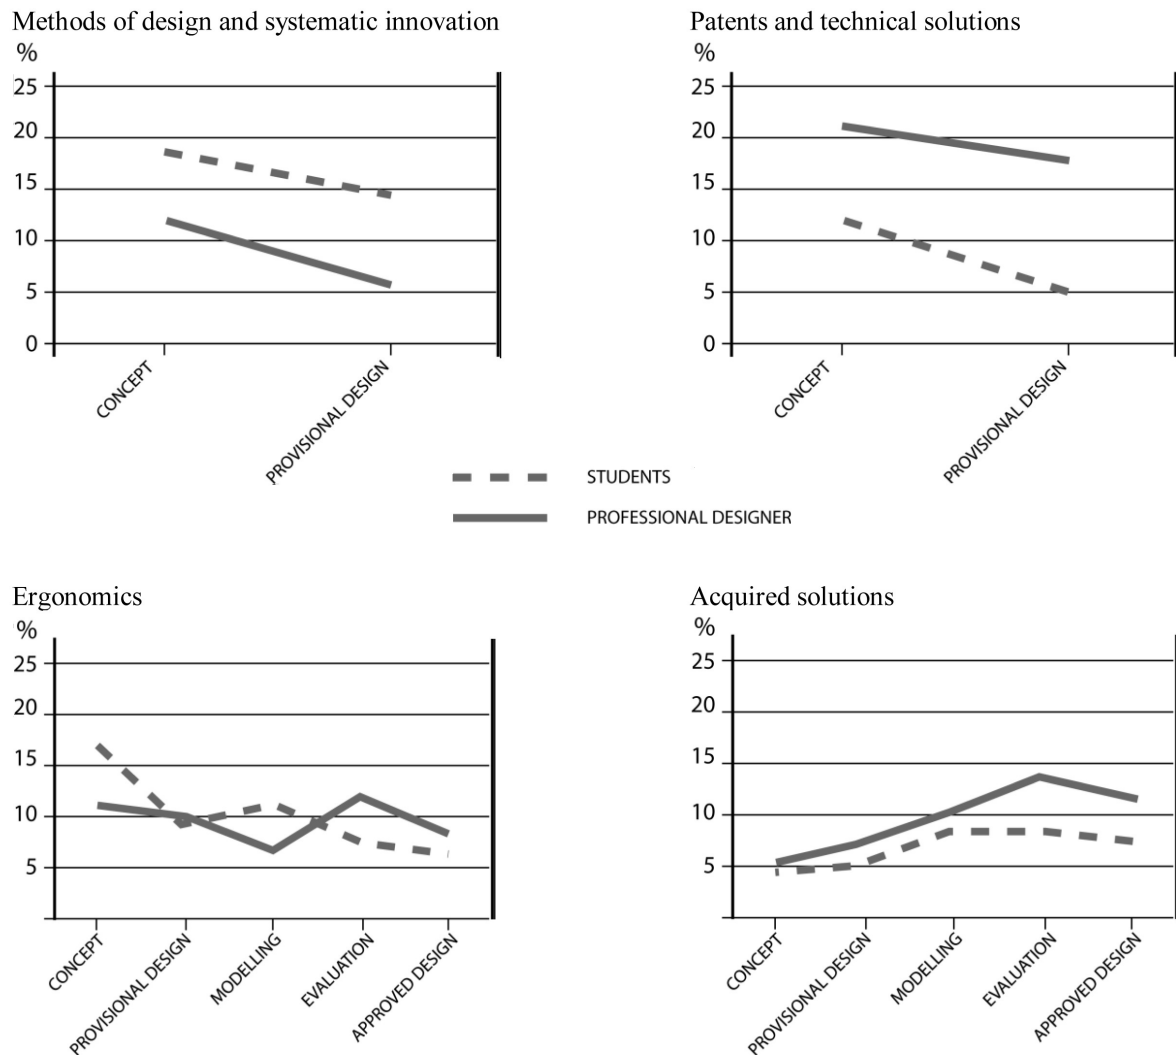 Methods of design and systematic innovation
%
25
20
15
10
5
0
CONCEPT
PROVISIONAL DESIGN
Patents and technical solutions
%
25
20
15
10
5
0
CONCEPT
PROVISIONAL DESIGN
STUDENTS
PROFESSIONAL DESIGNER
Ergonomics
%
25
20
15
10
5
CONCEPT
PROVISIONAL DESIGN
MODELLING
EVALUATION
APPROVED DESIGN
Acquired solutions
%
25
20
15
10
5
CONCEPT
PROVISIONAL DESIGN
MODELLING
EVALUATION
APPROVED DESIGN